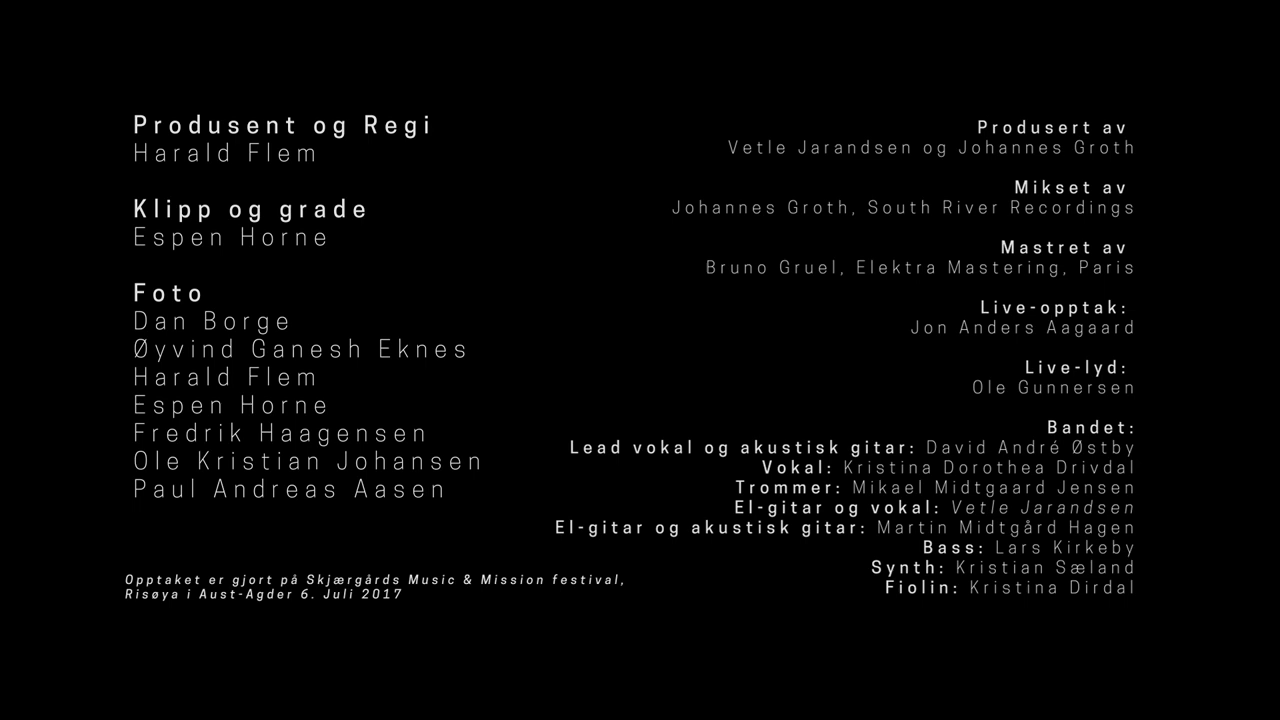 Produsent og Regi
Harald Flem
Klipp og grade
Espen Horne
Foto
Dan Borge
Øyvind Ganesh Eknes
Harald Flem
Espen Horne
Fredrik Haagensen
Ole Kristian Johansen
Paul Andreas Aasen
Opptaket er gjort på Skjærgårds Music & Mission festival,
Risøya i Aust-Agder 6. Juli 2017
Produsert av
Vetle Jarandsen og Johannes Groth
Mikset av
Johannes Groth, South River Recordings
Mastret av
Bruno Gruel, Elektra Mastering, Paris
Live-opptak:
Jon Anders Aagaard
Live-lyd:
Ole Gunnersen
Bandet:
Lead vokal og akustisk gitar: David André Østby
Vokal: Kristina Dorothea Drivdal
Trommer: Mikael Midtgaard Jensen
El-gitar og vokal: Vetle Jarandsen
El-gitar og akustisk gitar: Martin Midtgård Hagen
Bass: Lars Kirkeby
Synth: Kristian Sæland
Fiolin: Kristina Dirdal